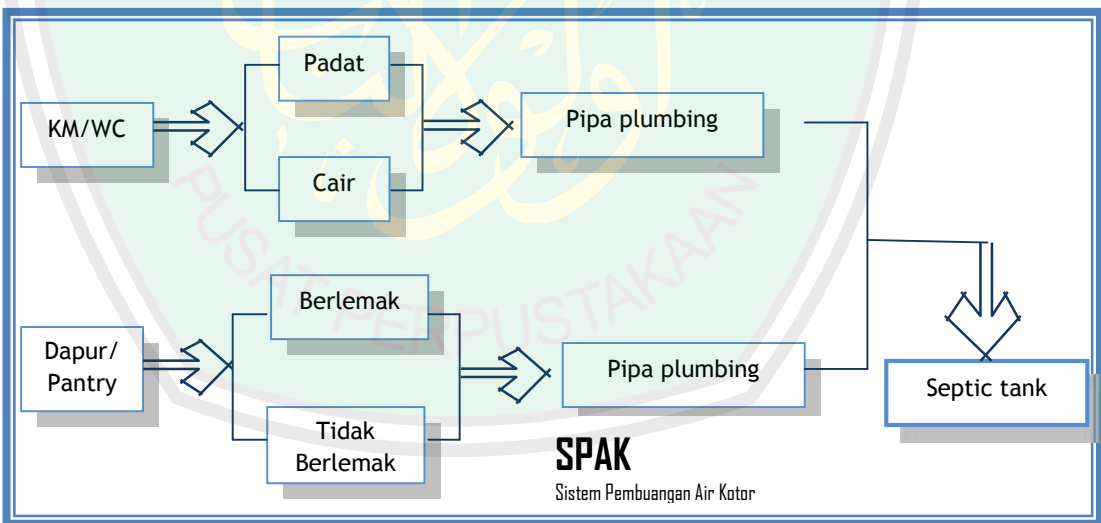 KM/WC
Padat
Cair
Pipa plumbing
Dapur/
Pantry
Berlemak
Tidak
Berlemak
Pipa plumbing
Septic tank
SPAK
Sistem Pembuangan Air Kotor
PUSAT PERPUSTAKAAN